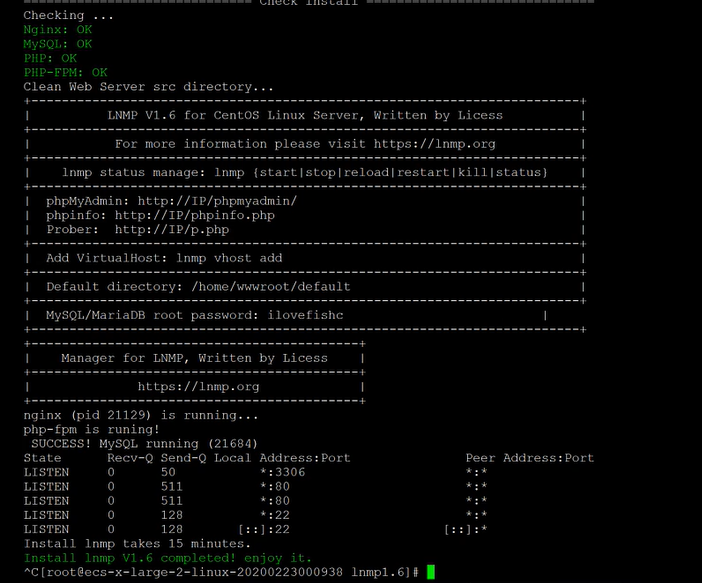 ============================== Check install ==============================
Checking ...
Nginx: OK
MySQL: OK
PHP: OK
PHP-FPM: OK
Clean Web Server src directory...
+------------------------------------------------------------------------+
|          LNMP V1.6 for CentOS Linux Server, Written by Licess          |
+------------------------------------------------------------------------+
|           For more information please visit https://lnmp.org           |
+------------------------------------------------------------------------+
|    lnmp status manage: lnmp {start|stop|reload|restart|kill|status}    |
+------------------------------------------------------------------------+
|  phpMyAdmin: http://IP/phpmyadmin/                                     |
|  phpinfo: http://IP/phpinfo.php                                        |
|  Prober:  http://IP/p.php                                              |
+------------------------------------------------------------------------+
|  Add VirtualHost: lnmp vhost add                                       |
+------------------------------------------------------------------------+
|  Default directory: /home/wwwroot/default                              |
+------------------------------------------------------------------------+
|  MySQL/MariaDB root password: ilovefishc                          |
+------------------------------------------------------------------------+
+-------------------------------------------+
|    Manager for LNMP, Written by Licess    |
+-------------------------------------------+
|              https://lnmp.org             |
+-------------------------------------------+
nginx (pid 21129) is running...
php-fpm is runing!
 SUCCESS! MySQL running (21684)
State      Recv-Q Send-Q Local Address:Port               Peer Address:Port
LISTEN     0      50           *:3306                     *:*
LISTEN     0      511          *:80                       *:*
LISTEN     0      511          *:80                       *:*
LISTEN     0      128          *:22                       *:*
LISTEN     0      128       [::]:22                    [::]:*
Install lnmp takes 15 minutes.
Install lnmp V1.6 completed! enjoy it.
^C[root@ecs-x-large-2-linux-20200223000938 lnmp1.6]#